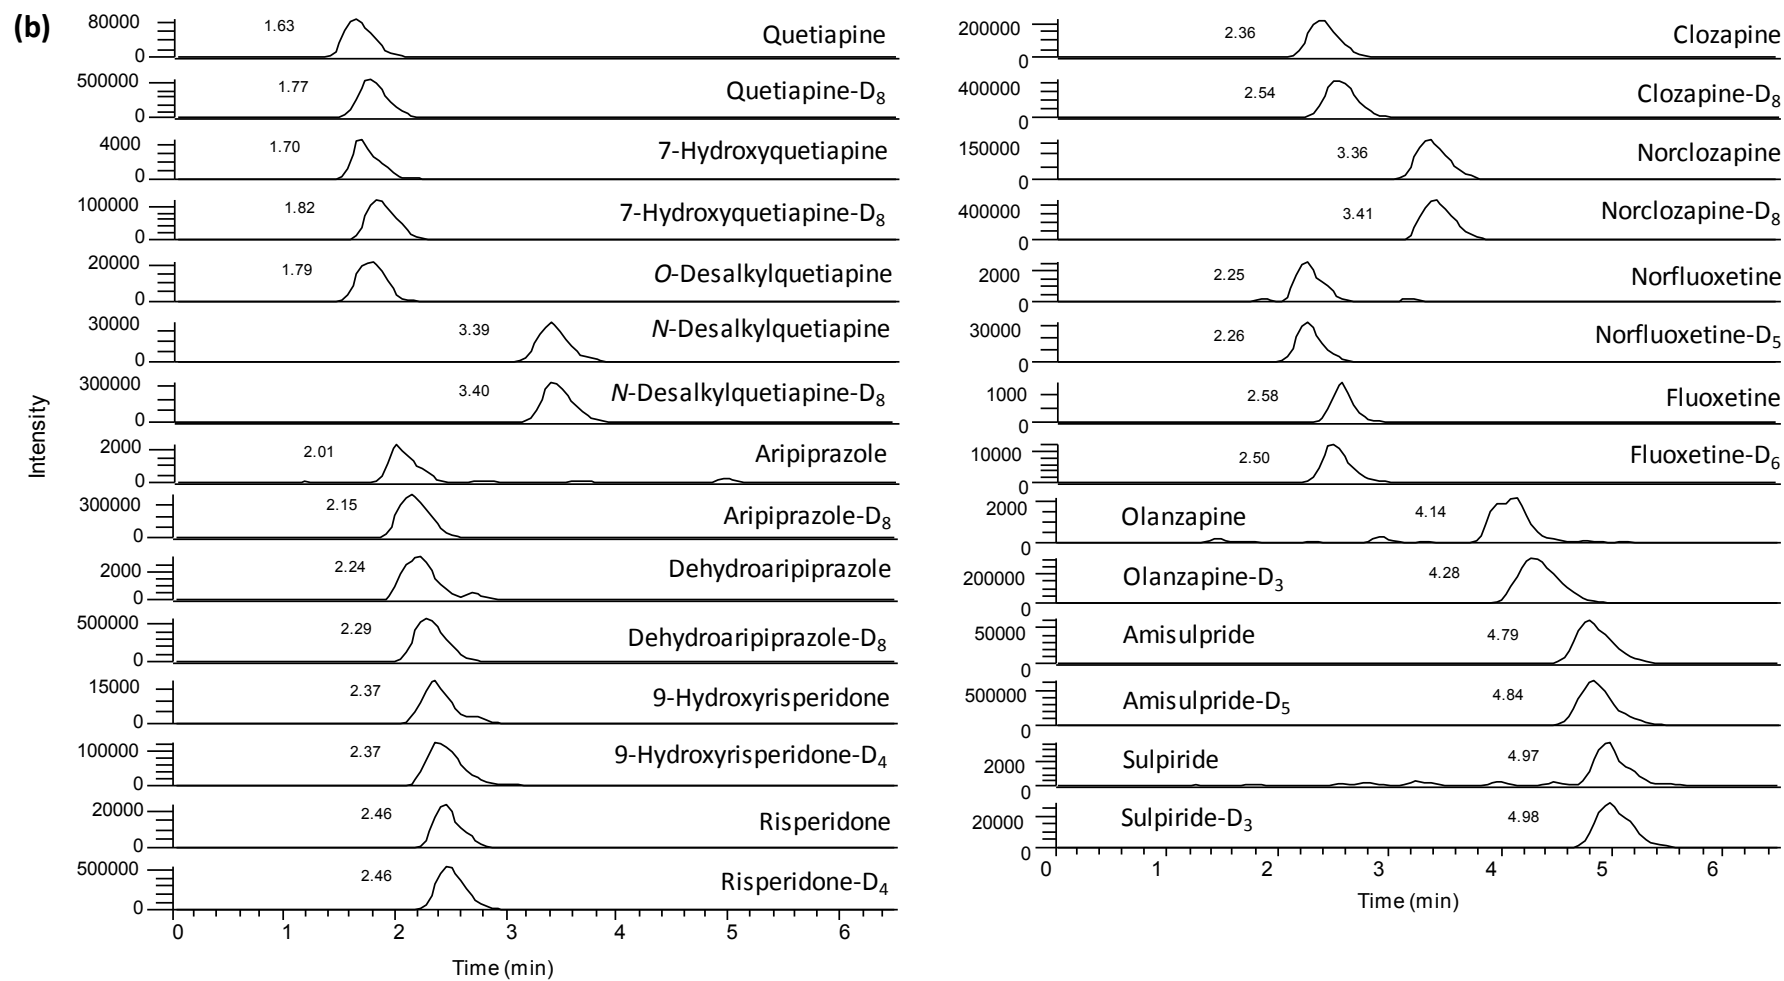 (b)
Intensity
80000
0
1.63
Quetiapine
500000
0
1.77
Quetiapine-D8
4000
0
1.70
7-Hydroxyquetiapine
100000
0
1.82
7-Hydroxyquetiapine-D8
20000
0
1.79
O-Desalkylquetiapine
30000
0
3.39
N-Desalkylquetiapine
300000
0
3.40
N-Desalkylquetiapine-D8
2000
0
2.01
Aripiprazole
300000
0
2.15
Aripiprazole-D8
2000
0
2.24
Dehydroaripiprazole
500000
0
2.29
Dehydroaripiprazole-D8
15000
0
2.37
9-Hydroxyrisperidone
100000
0
2.37
9-Hydroxyrisperidone-D4
20000
0
2.46
Risperidone
500000
0
2.46
Risperidone-D4
0 1 2 3 4 5 6
Time (min)
200000
0
2.36
Clozapine
400000
0
2.54
Clozapine-D8
150000
0
3.36
Norclozapine
400000
0
3.41
Norclozapine-D8
2000
0
2.25
Norfluoxetine
30000
0
2.26
Norfluoxetine-D5
1000
0
2.58
Fluoxetine
10000
0
2.50
Fluoxetine-D6
2000
0
Olanzapine
4.14
200000
0
Olanzapine-D3
4.28
50000
0
Amisulpride
4.79
500000
0
Amisulpride-D5
4.84
2000
0
Sulpiride
4.97
20000
0
Sulpiride-D3
4.98
0 1 2 3 4 5 6
Time (min)